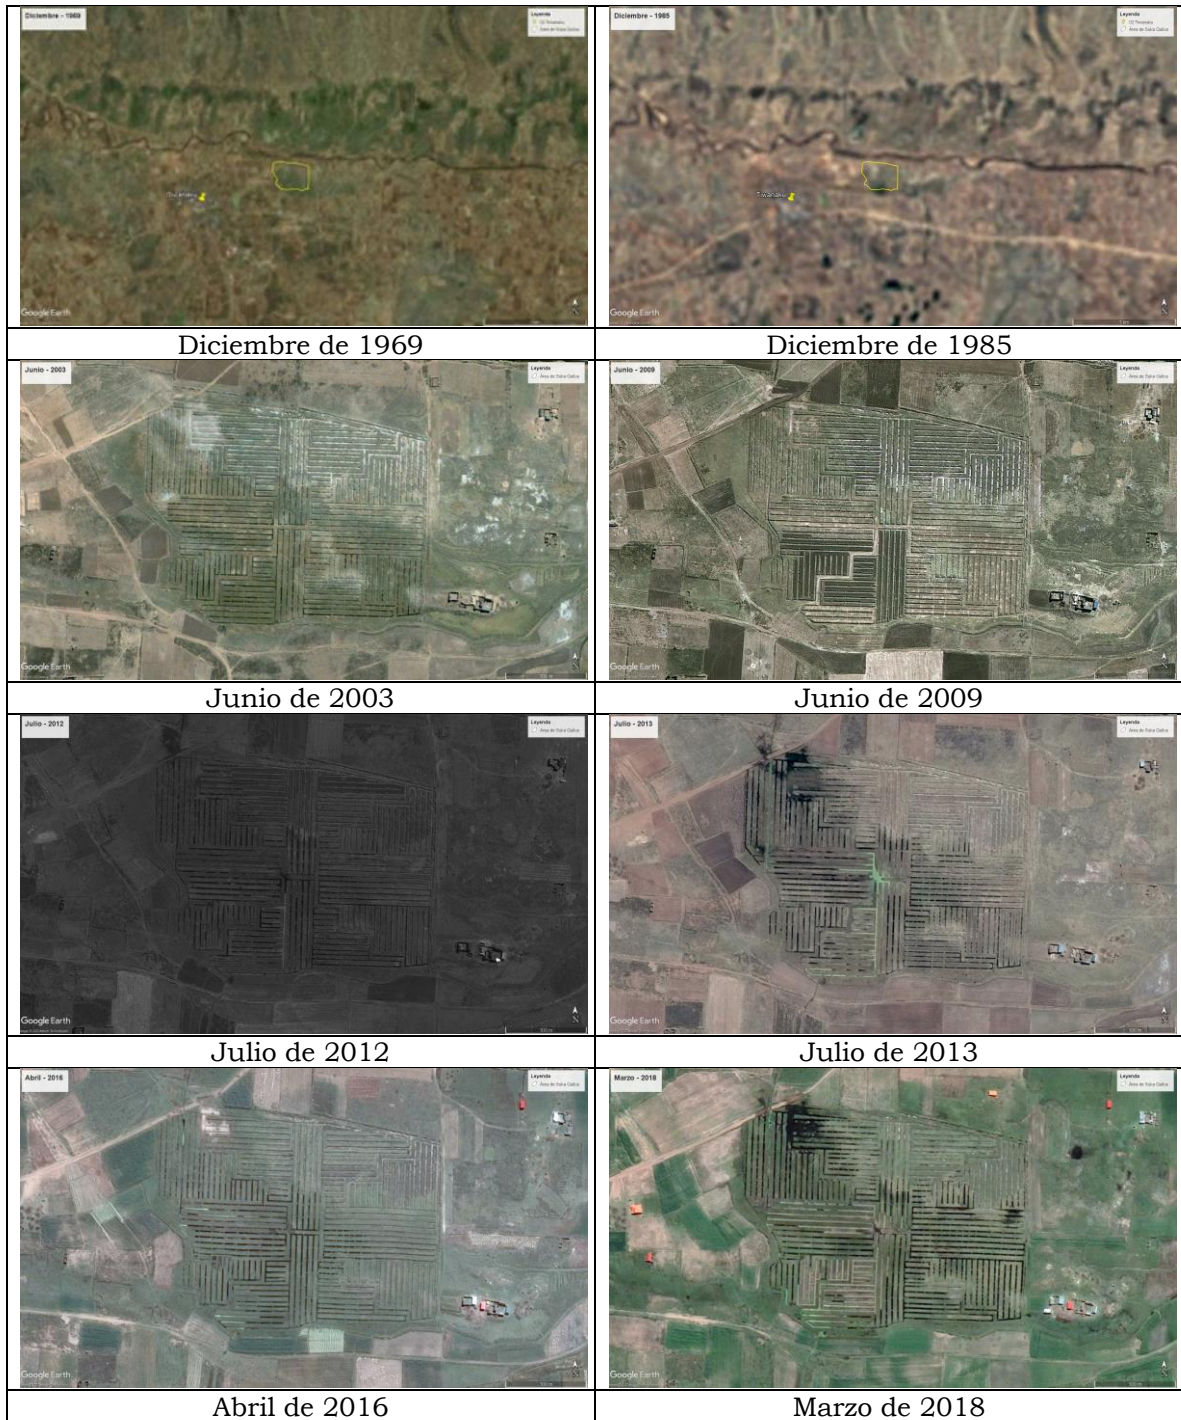 Diciembre - 1969
Leyenda
Tiwanaku
Google Earth
Diciembre - 1985
Leyenda
Tiwanaku
Google Earth
Diciembre de 1969
Diciembre de 1985
Junio - 2003
Leyenda
Google Earth
Junio - 2009
Leyenda
Google Earth
Junio de 2003
Junio de 2009
Julio - 2012
Leyenda
Google Earth
Julio - 2013
Leyenda
Google Earth
Julio de 2012
Julio de 2013
Abril - 2016
Leyenda
Google Earth
Marzo - 2018
Leyenda
Google Earth
Abril de 2016
Marzo de 2018